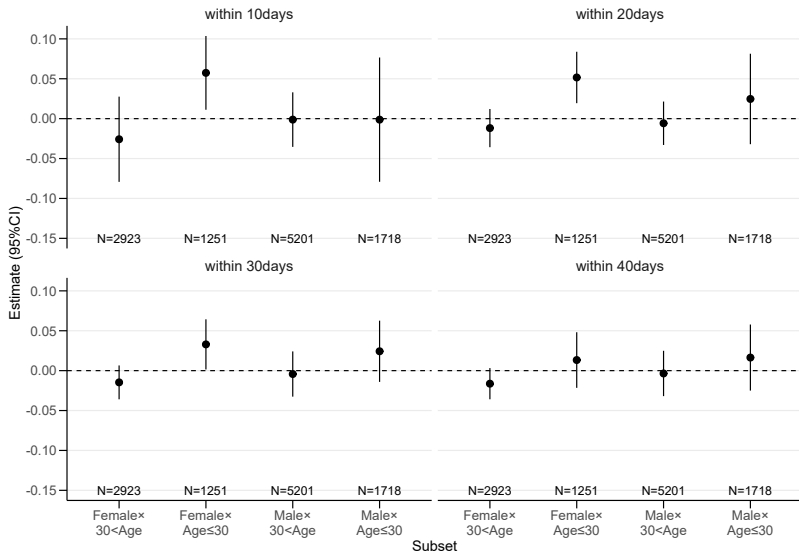 within 10days
within 20days
0.10
0.05
0.00
-0.05
-0.10
-0.15
N=2923 N=1251 N=5201 N=1718
N=2923 N=1251 N=5201 N=1718
Estimate (95%CI)
within 30days
within 40days
0.10
0.05
0.00
-0.05
-0.10
-0.15
N=2923 N=1251 N=5201 N=1718
N=2923 N=1251 N=5201 N=1718
Female× Female× Male× Male×
30<Age Age≤30 30<Age Age≤30
Female× Female× Male× Male×
30<Age Age≤30 30<Age Age≤30
Subset